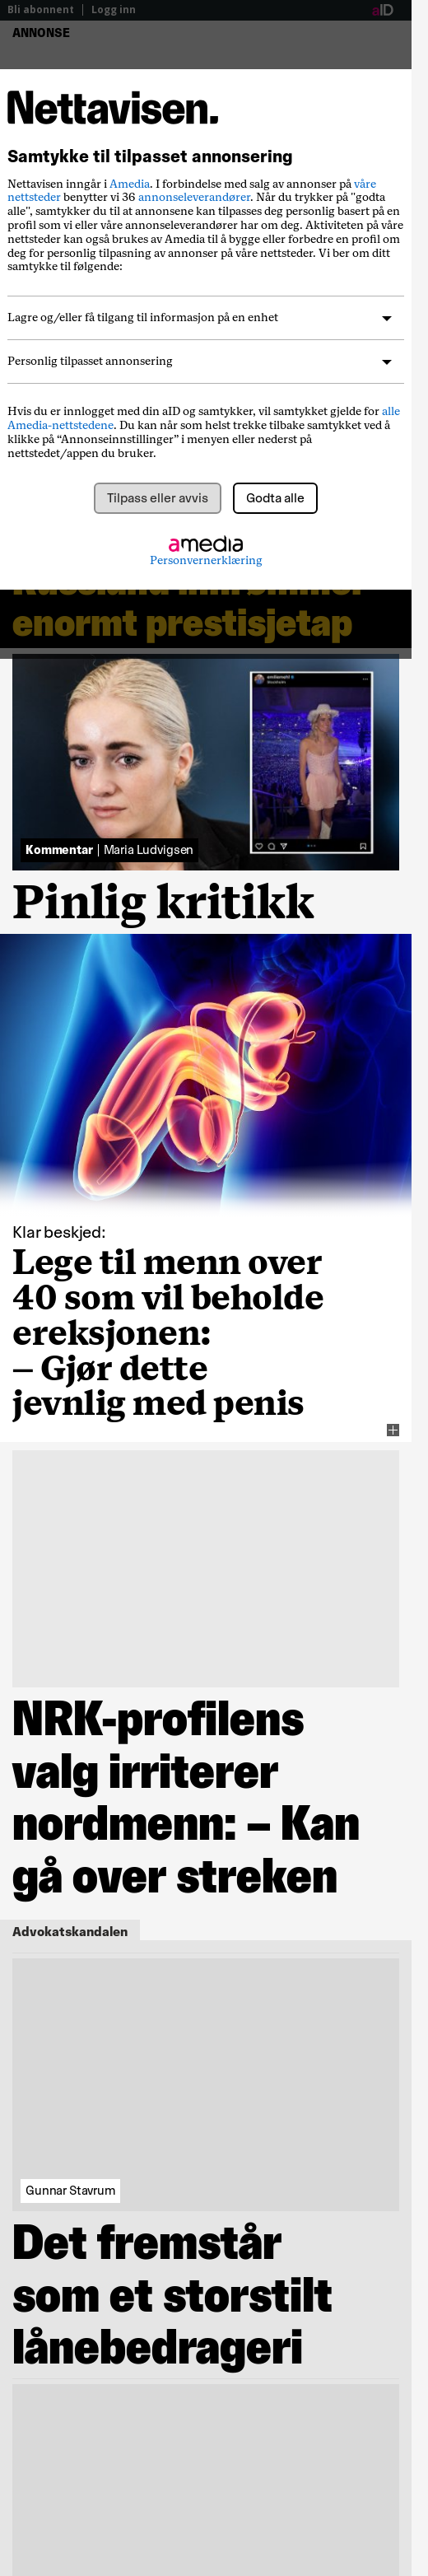 Bli abonnent | Logg inn
aID
ANNONSE
Nettavisen.
Samtykke til tilpasset annonsering
Nettavisen inngår i Amedia. I forbindelse med salg av annonser på våre
nettsteder benytter vi 36 annonseleverandører. Når du trykker på "godta
alle", samtykker du til at annonsene kan tilpasses deg personlig basert på en
profil som vi eller våre annonseleverandører har om deg. Aktiviteten på våre
nettsteder kan også brukes av Amedia til å bygge eller forbedre en profil om
deg for personlig tilpasning av annonser på våre nettsteder. Vi ber om ditt
samtykke til følgende:
Lagre og/eller få tilgang til informasjon på en enhet
Personlig tilpasset annonsering
Hvis du er innlogget med din aID og samtykker, vil samtykket gjelde for alle
Amedia-nettstedene. Du kan når som helst trekke tilbake samtykket ved å
klikke på “Annonseinnstillinger” i menyen eller nederst på
nettstedet/appen du bruker.
Tilpass eller avvis
Godta alle
amedia
Personvernerklæring
enormt prestisjetap
Kommentar | Maria Ludvigsen
Pinlig kritikk
Klar beskjed:
Lege til menn over
40 som vil beholde
ereksjonen:
– Gjør dette
jevnlig med penis
NRK-profilens
valg irriterer
nordmenn: – Kan
gå over streken
Advokatskandalen
Gunnar Stavrum
Det fremstår
som et storstilt
lånebedrageri